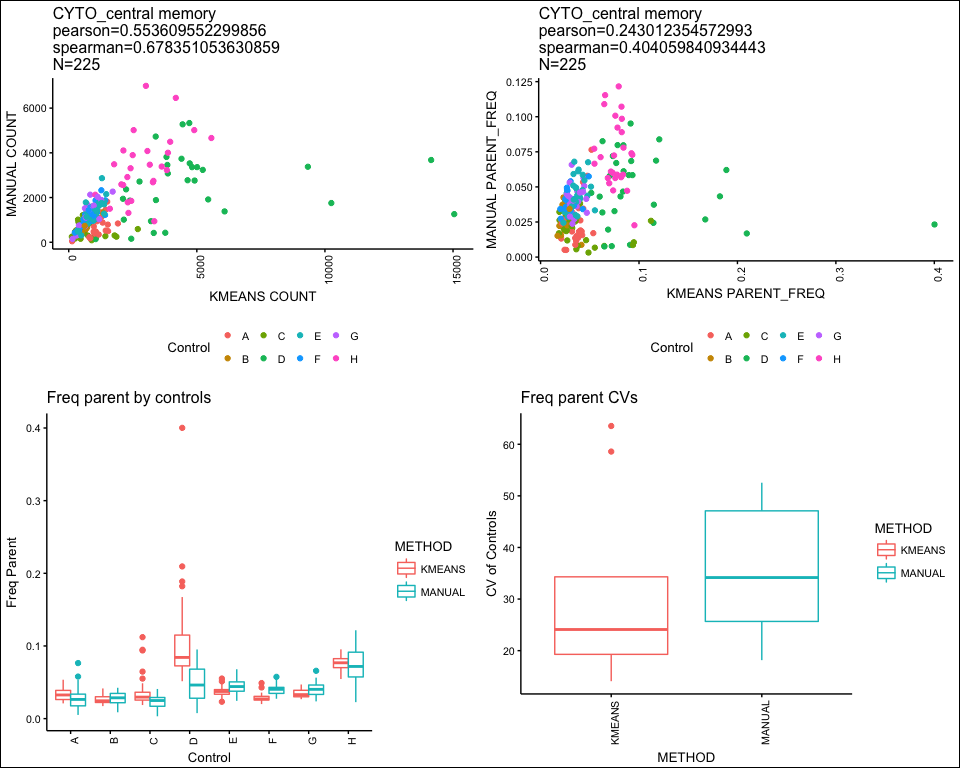 CYTO_central memory
pearson=0.553609552299856
spearman=0.678351053630859
N=225
MANUAL COUNT
6000
4000
2000
0
0
5000
10000
15000
KMEANS COUNT
Control
A C E G
B D F H
CYTO_central memory
pearson=0.243012354572993
spearman=0.404059840934443
N=225
MANUAL PARENT_FREQ
0.125
0.100
0.075
0.050
0.025
0.000
0.0
0.1
0.2
0.3
0.4
KMEANS PARENT_FREQ
Control
A C E G
B D F H
Freq parent by controls
Freq Parent
0.4
0.3
0.2
0.1
0.0
A
B
C
D
E
F
G
H
Control
METHOD
KMEANS
MANUAL
Freq parent CVs
CV of Controls
60
50
40
30
20
KMEANS
MANUAL
METHOD
METHOD
KMEANS
MANUAL